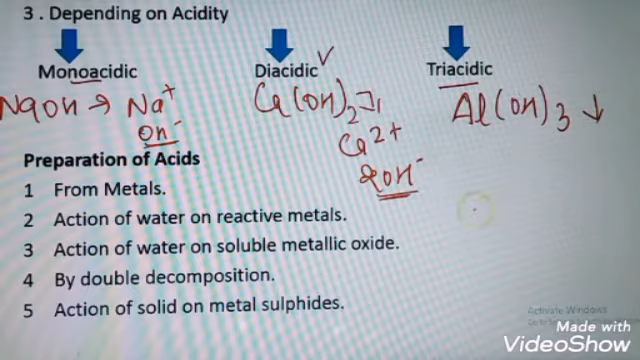 3 . Depending on Acidity
Monoacidic Diacidic ✓ Triacidic
NaOH → Na⁺ Ca(OH)₂ Al(OH)₃ ↓
OH⁻ Ca²⁺
2OH⁻
Preparation of Acids
1 From Metals.
2 Action of water on reactive metals.
3 Action of water on soluble metallic oxide.
4 By double decomposition.
5 Action of solid on metal sulphides.
Activate Windows
Made with
VideoShow